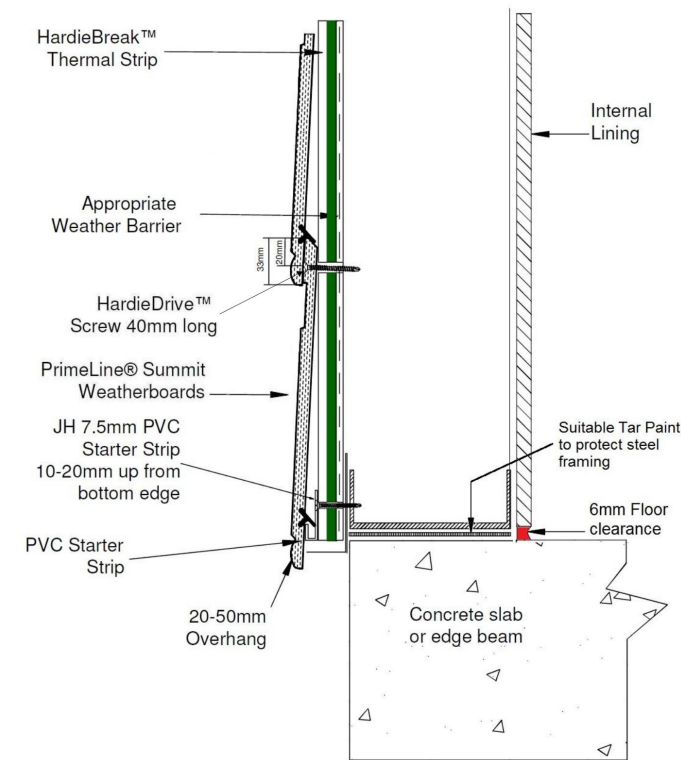 HardieBreak™
Thermal Strip
Internal
Lining
Appropriate
Weather Barrier
33mm
20mm
HardieDrive™
Screw 40mm long
PrimeLine® Summit
Weatherboards
JH 7.5mm PVC
Starter Strip
10-20mm up from
bottom edge
Suitable Tar Paint
to protect steel
framing
6mm Floor
clearance
PVC Starter
Strip
20-50mm
Overhang
Concrete slab
or edge beam